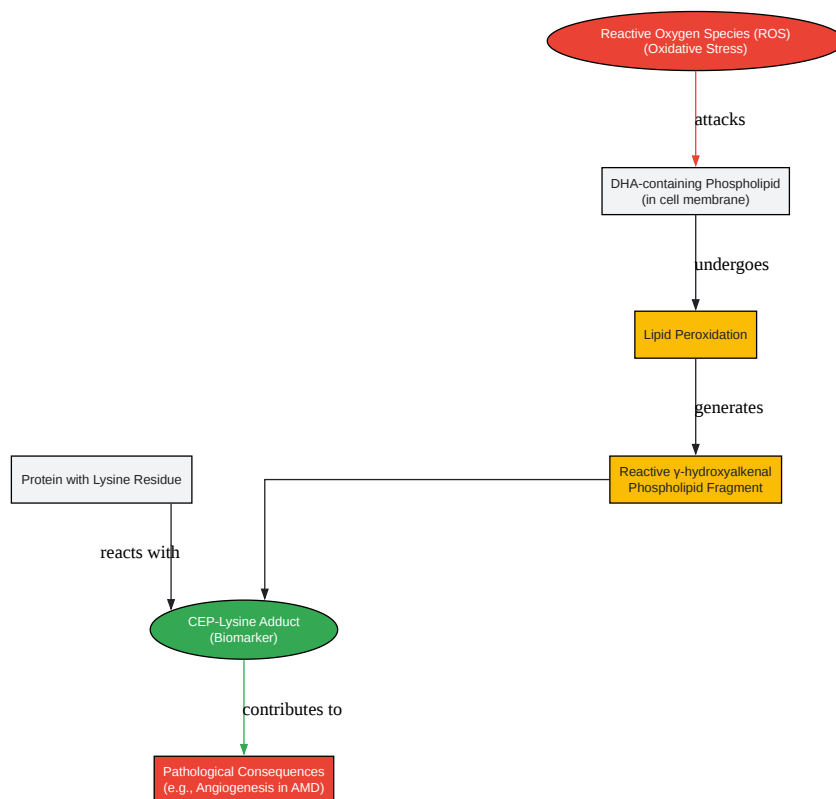 Reactive Oxygen Species (ROS)
(Oxidative Stress)
attacks
DHA-containing Phospholipid
(in cell membrane)
undergoes
Lipid Peroxidation
generates
Protein with Lysine Residue
Reactive γ-hydroxyalkenal
Phospholipid Fragment
reacts with
CEP-Lysine Adduct
(Biomarker)
contributes to
Pathological Consequences
(e.g., Angiogenesis in AMD)